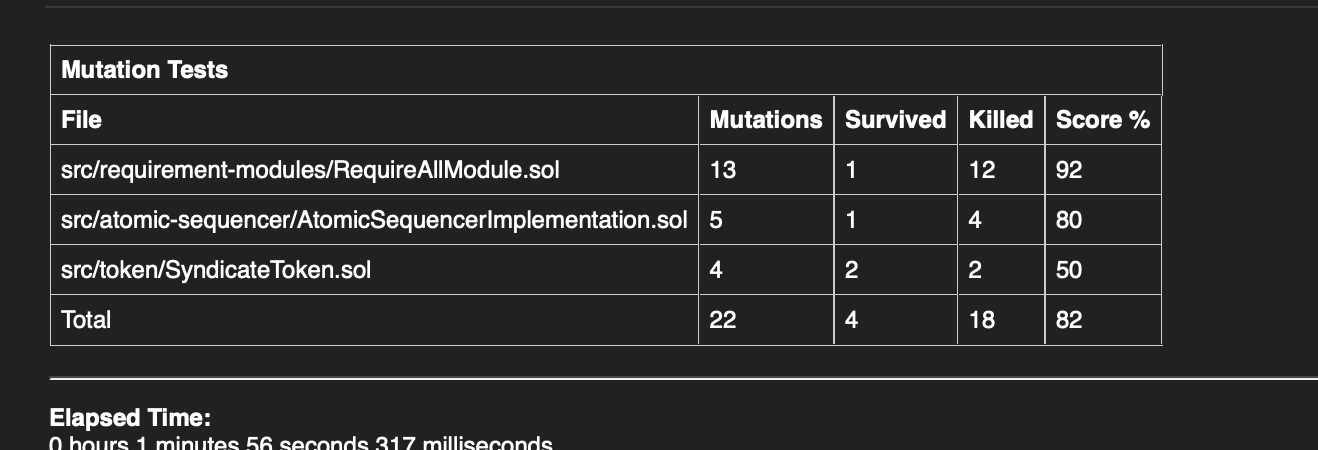 Mutation Tests
File Mutations Survived Killed Score %
src/requirement-modules/RequireAllModule.sol 13 1 12 92
src/atomic-sequencer/AtomicSequencerImplementation.sol 5 1 4 80
src/token/SyndicateToken.sol 4 2 2 50
Total 22 4 18 82
Elapsed Time:
0 hours 1 minutes 56 seconds 317 milliseconds